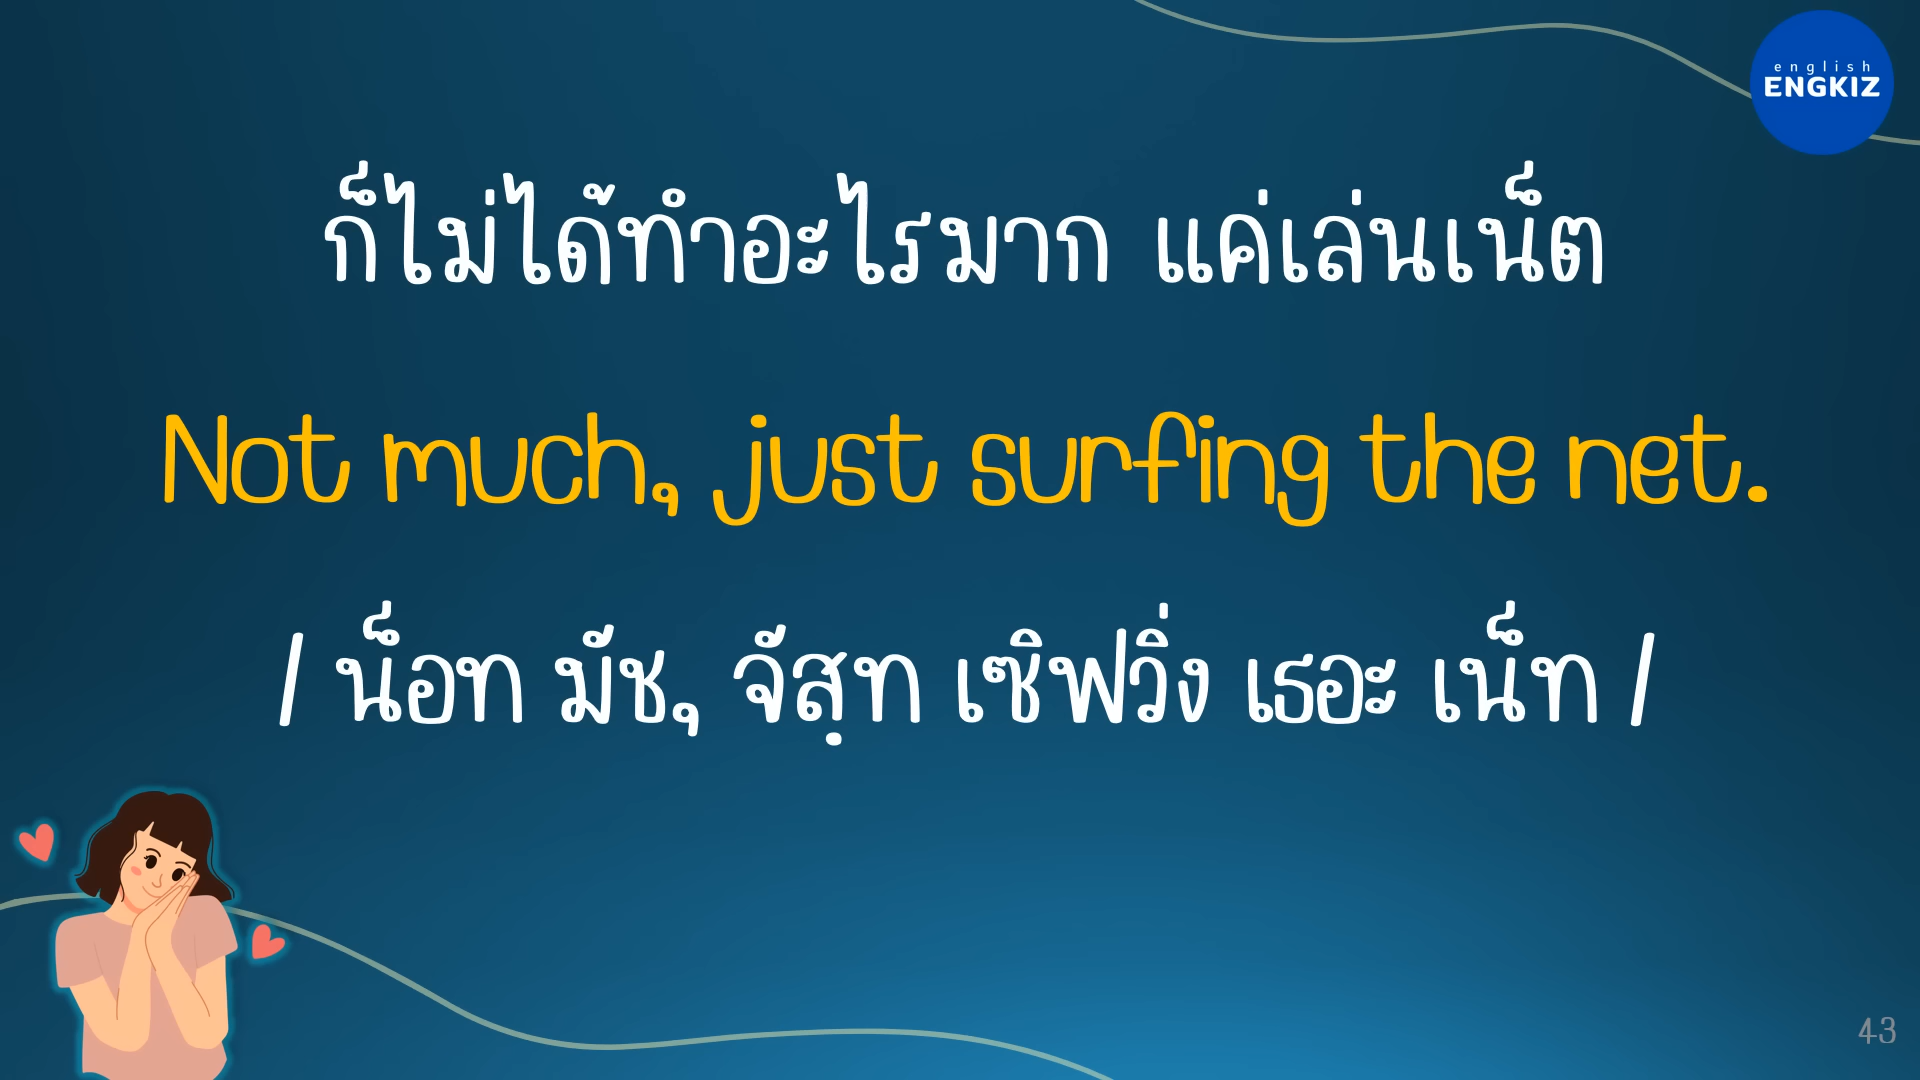 english
ENGKIZ
ก็ไม่ได้ทำอะไรมาก แค่เล่นเน็ต
Not much, just surfing the net.
/ น็อท มัช, จัสฺท เซิฟวิ่ง เธอะ เน็ท /
43